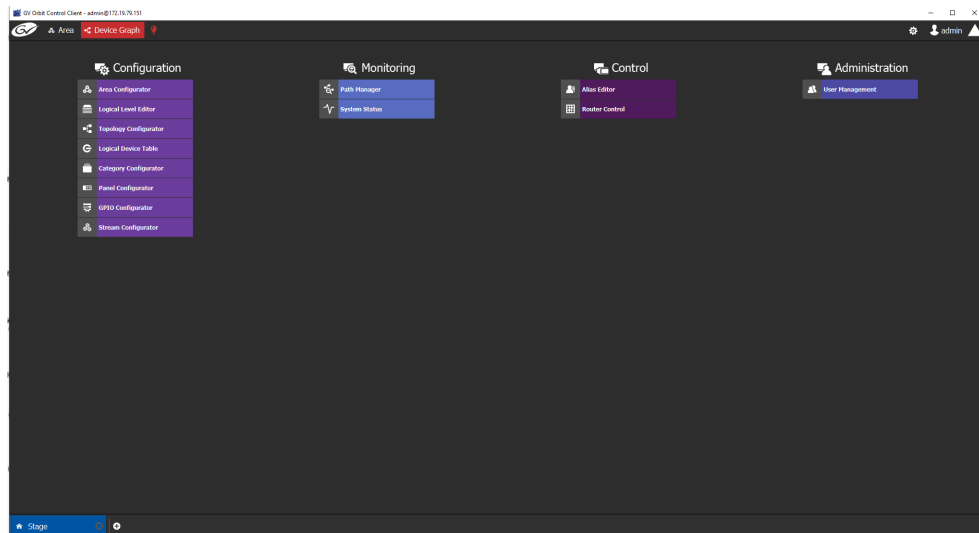 GV Orbit Control Client - admin@172.19.79.151
GV Area Device Graph admin
Configuration
Area Configurator
Logical Level Editor
Topology Configurator
Logical Device Table
Category Configurator
Panel Configurator
GPIO Configurator
Stream Configurator
Monitoring
Path Manager
System Status
Control
Alias Editor
Router Control
Administration
User Management
Stage